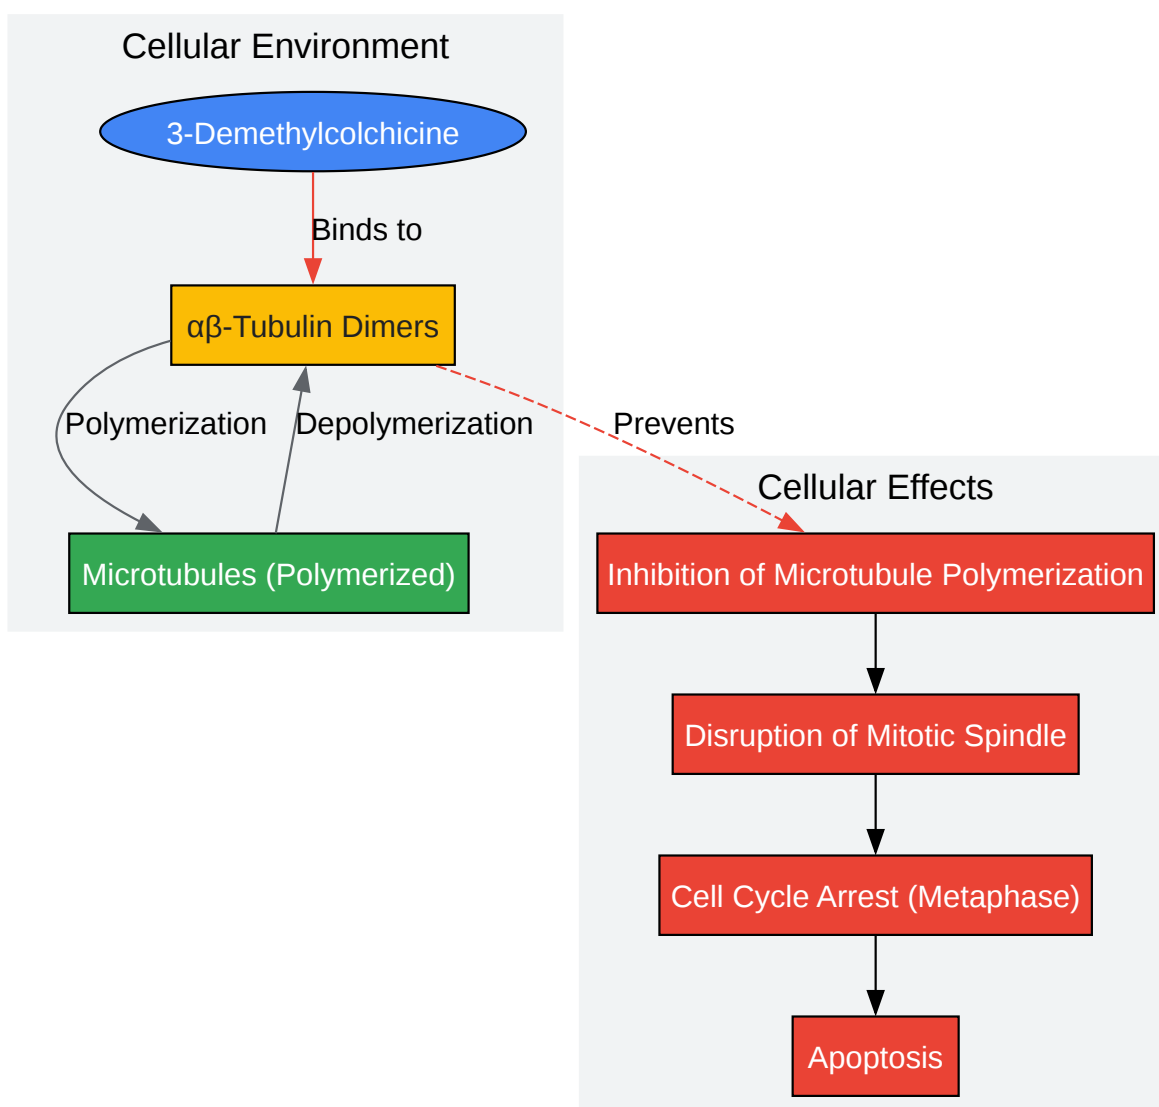 Cellular Environment
3-Demethylcolchicine
Binds to
αβ-Tubulin Dimers
Polymerization
Depolymerization
Prevents
Microtubules (Polymerized)
Cellular Effects
Inhibition of Microtubule Polymerization
Disruption of Mitotic Spindle
Cell Cycle Arrest (Metaphase)
Apoptosis